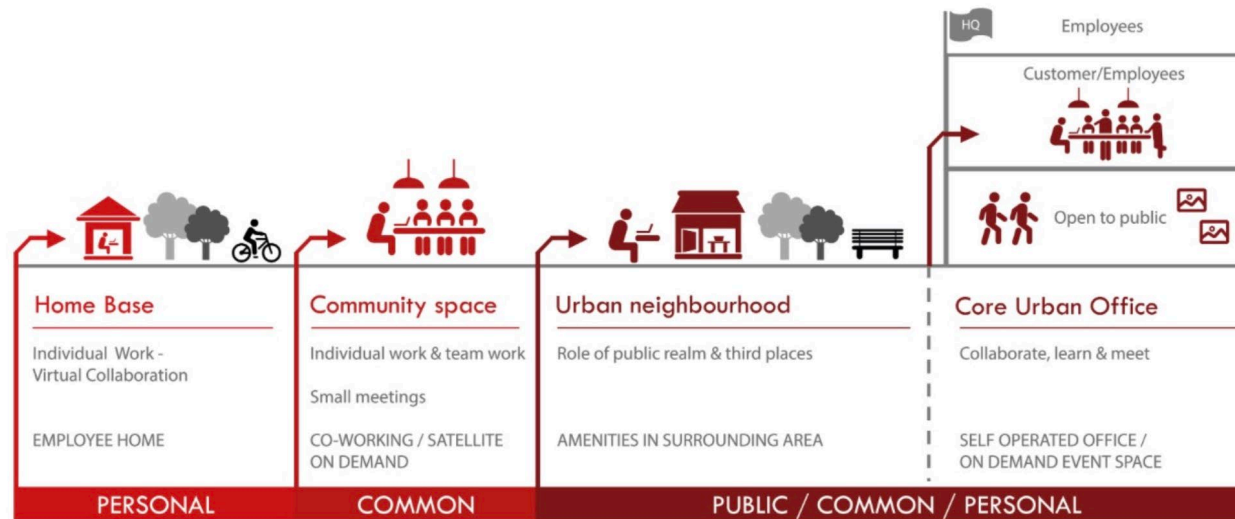 HQ
Employees
Customer/Employees
Open to public
Home Base
Individual Work -
Virtual Collaboration
EMPLOYEE HOME
Community space
Individual work & team work
Small meetings
CO-WORKING / SATELLITE
ON DEMAND
Urban neighbourhood
Role of public realm & third places
AMENITIES IN SURROUNDING AREA
Core Urban Office
Collaborate, learn & meet
SELF OPERATED OFFICE /
ON DEMAND EVENT SPACE
PERSONAL
COMMON
PUBLIC / COMMON / PERSONAL